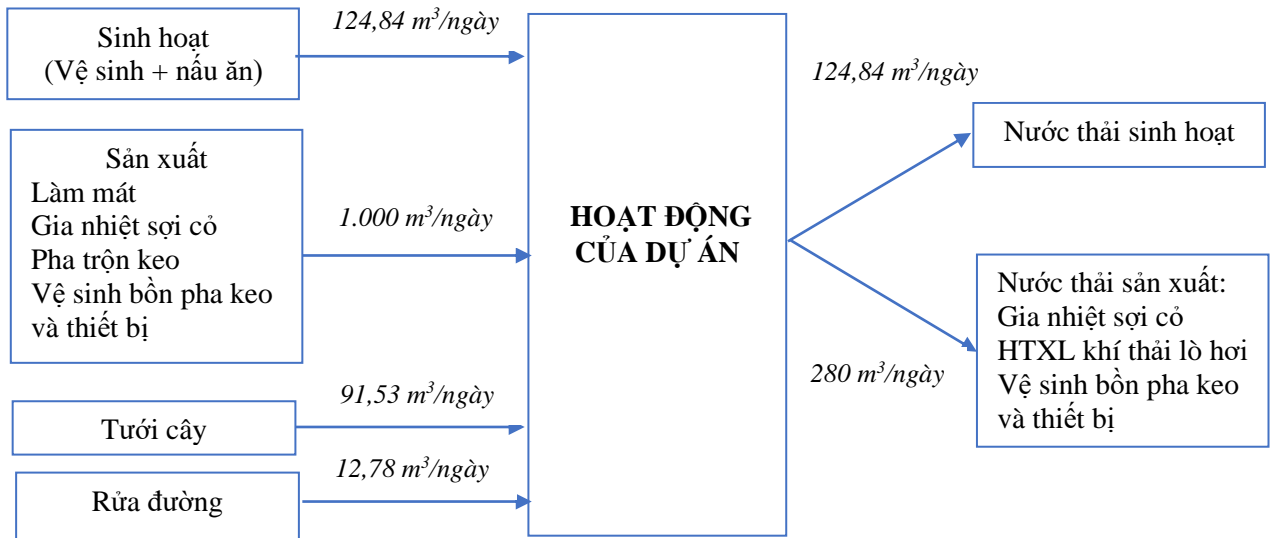 Sinh hoạt
(Vệ sinh + nấu ăn)
124,84 m³/ngày
Sản xuất
Làm mát
Gia nhiệt sợi cỏ
Pha trộn keo
Vệ sinh bồn pha keo
và thiết bị
1.000 m³/ngày
Tưới cây
91,53 m³/ngày
Rửa đường
12,78 m³/ngày
HOẠT ĐỘNG
CỦA DỰ ÁN
124,84 m³/ngày
Nước thải sinh hoạt
280 m³/ngày
Nước thải sản xuất:
Gia nhiệt sợi cỏ
HTXL khí thải lò hơi
Vệ sinh bồn pha keo
và thiết bị